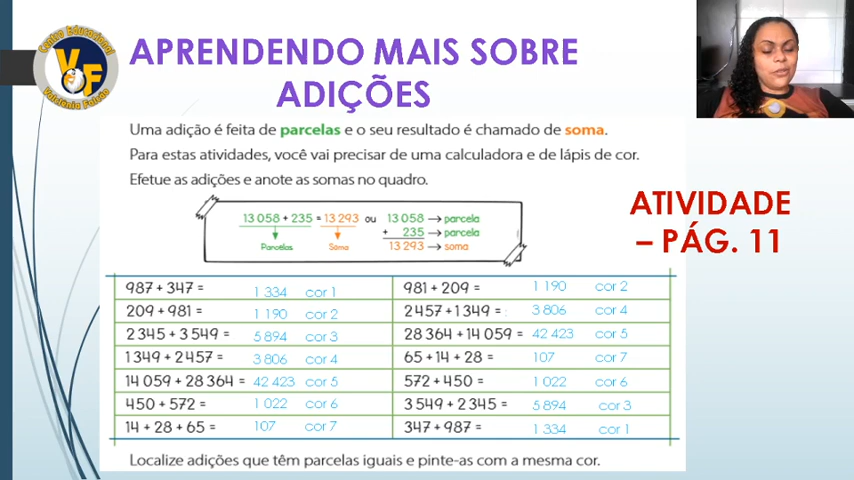 Centro Educacional
VF
Valclênia Falcão
APRENDENDO MAIS SOBRE
ADIÇÕES
Uma adição é feita de parcelas e o seu resultado é chamado de soma.
Para estas atividades, você vai precisar de uma calculadora e de lápis de cor.
Efetue as adições e anote as somas no quadro.
13 058 + 235 = 13 293 ou 13 058 → parcela
+ 235 → parcela
Parcelas Soma 13 293 → soma
ATIVIDADE
– PÁG. 11
987 + 347 = 1 334 cor 1 981 + 209 = 1 190 cor 2
209 + 981 = 1 190 cor 2 2 457 + 1 349 = 3 806 cor 4
2 345 + 3 549 = 5 894 cor 3 28 364 + 14 059 = 42 423 cor 5
1 349 + 2 457 = 3 806 cor 4 65 + 14 + 28 = 107 cor 7
14 059 + 28 364 = 42 423 cor 5 572 + 450 = 1 022 cor 6
450 + 572 = 1 022 cor 6 3 549 + 2 345 = 5 894 cor 3
14 + 28 + 65 = 107 cor 7 347 + 987 = 1 334 cor 1
Localize adições que têm parcelas iguais e pinte-as com a mesma cor.